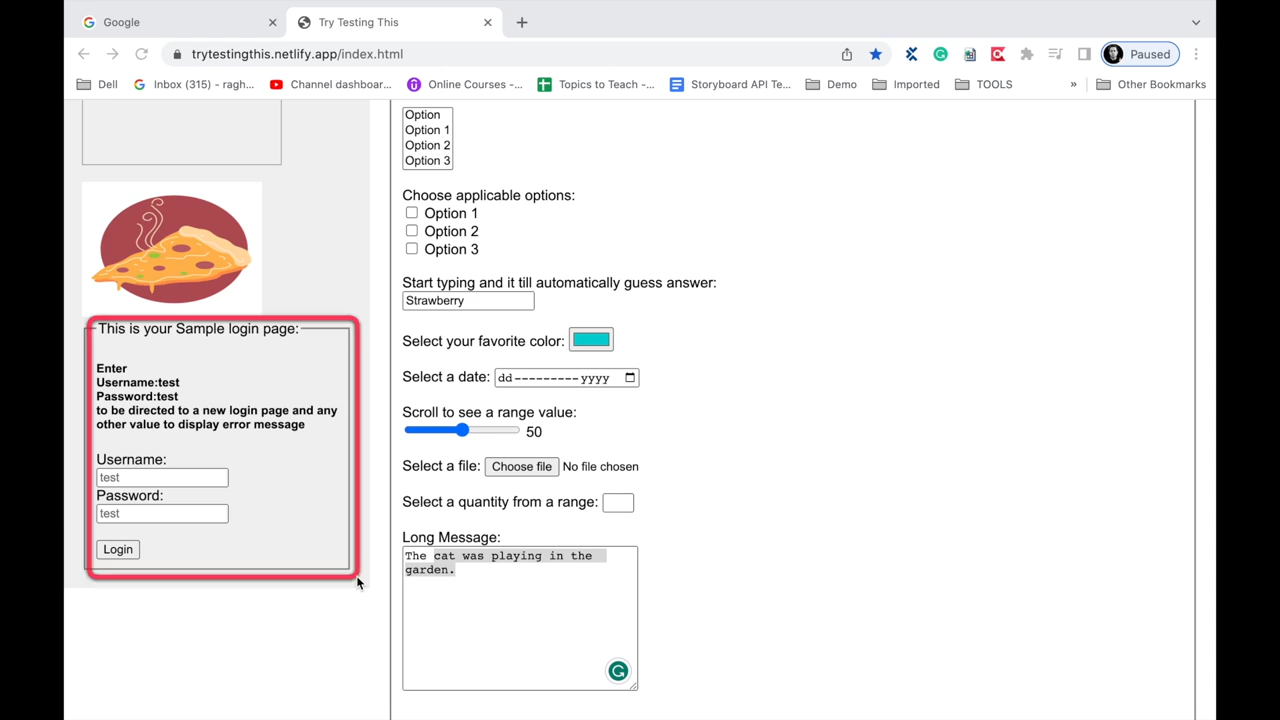 Google
Try Testing This
trytestingthis.netlify.app/index.html
Paused
Dell
Inbox (315) - ragh...
Channel dashboar...
Online Courses -...
Topics to Teach -...
Storyboard API Te...
Demo
Imported
TOOLS
»
Other Bookmarks
This is your Sample login page:
Enter
Username:test
Password:test
to be directed to a new login page and any
other value to display error message
Username:
test
Password:
test
Login
Option
Option 1
Option 2
Option 3
Choose applicable options:
Option 1
Option 2
Option 3
Start typing and it till automatically guess answer:
Strawberry
Select your favorite color:
Select a date: dd---------yyyy
Scroll to see a range value:
50
Select a file: Choose file No file chosen
Select a quantity from a range:
Long Message:
The cat was playing in the
garden.